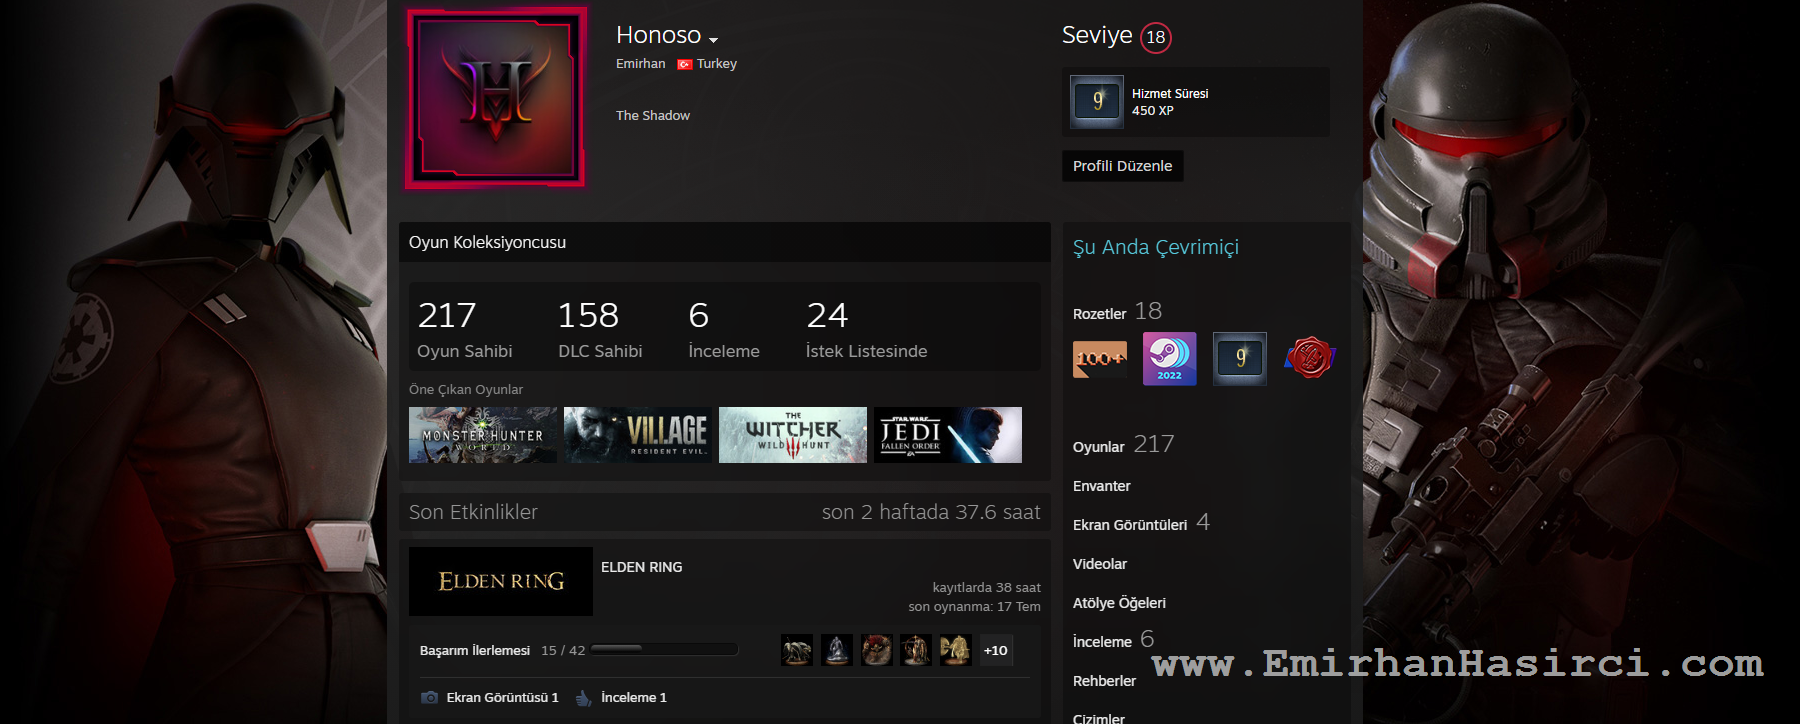 Honoso
Emirhan Turkey
The Shadow
Seviye 18
9
Hizmet Süresi
450 XP
Profili Düzenle
Oyun Koleksiyoncusu
217 158 6 24
Oyun Sahibi DLC Sahibi İnceleme İstek Listesinde
Öne Çıkan Oyunlar
MONSTER HUNTER
WORLD
VILLAGE
RESIDENT EVIL.
THE
WITCHER
WILD HUNT
STAR WARS
JEDI
FALLEN ORDER
EA
Son Etkinlikler son 2 haftada 37.6 saat
ELDEN RING
ELDEN RING
kayıtlarda 38 saat
son oynanma: 17 Tem
Başarım İlerlemesi 15 / 42 +10
Ekran Görüntüsü 1 İnceleme 1
Şu Anda Çevrimiçi
Rozetler 18
100+
2022
9
Oyunlar 217
Envanter
Ekran Görüntüleri 4
Videolar
Atölye Öğeleri
İnceleme 6
Rehberler
Çizimler
www.EmirhanHasirci.com